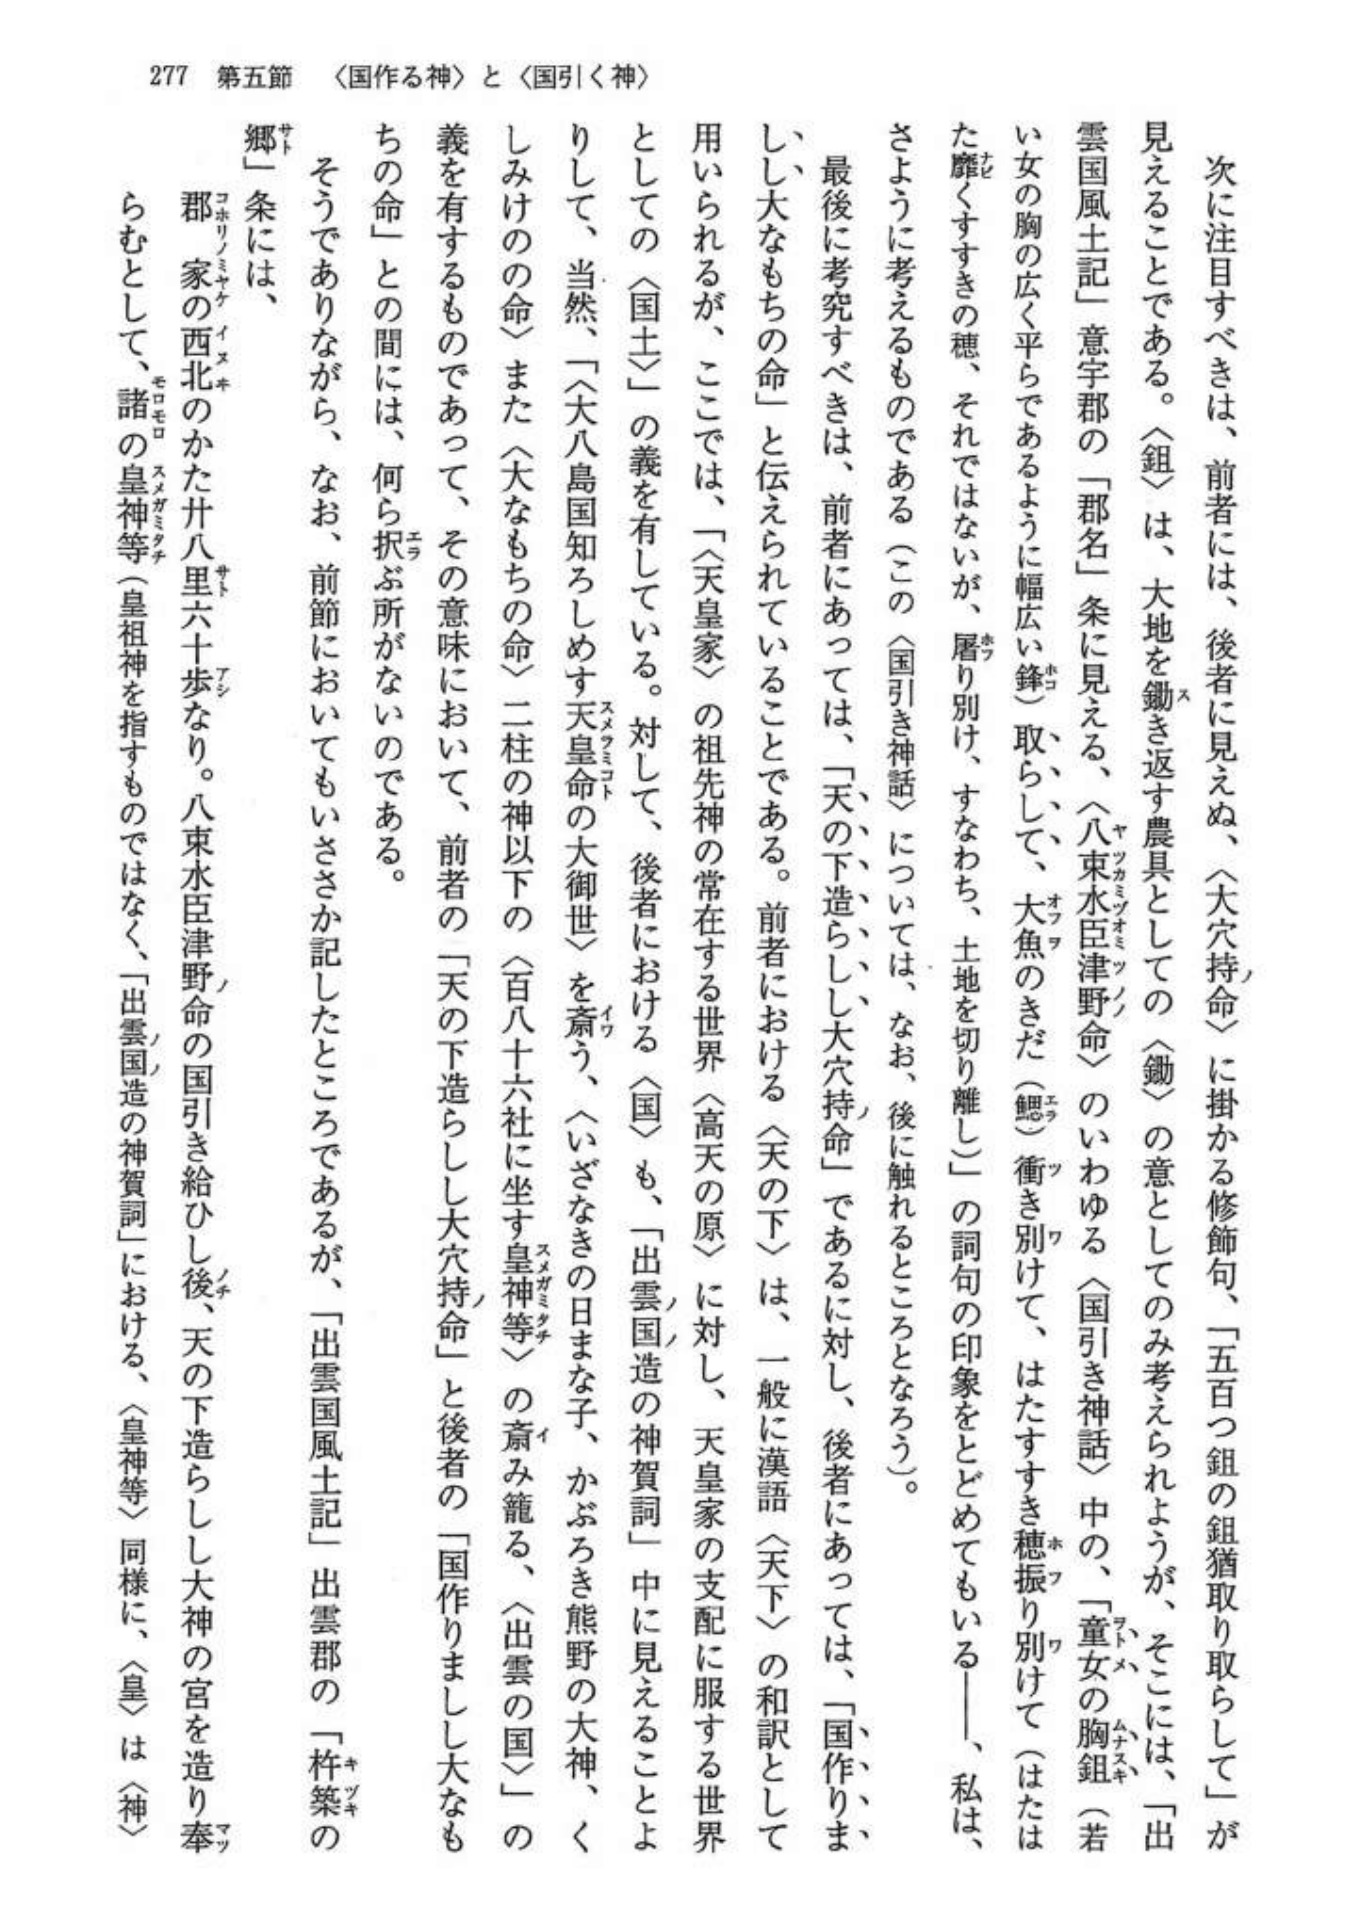 277　第五節　〈国作る神〉と〈国引く神〉
次に注目すべきは、前者には、後者に見えぬ、〈大穴持命〉に掛かる修飾句、「五百つ鉏の鉏猶取り取らして」が
見えることである。〈鉏〉は、大地を鋤き返す農具としての〈鋤〉の意としてのみ考えられようが、そこには、「出
雲国風土記」意宇郡の「郡名」条に見える、〈八束水臣津野命〉のいわゆる〈国引き神話〉中の、「童女の胸鉏（若
い女の胸の広く平らであるように幅広い鋒）取らして、大魚のきだ（鰓）衝き別けて、はたすすき穂振り別けて（はたは
た靡くすすきの穂、それではないが、屠り別け、すなわち、土地を切り離し）」の詞句の印象をとどめてもいる――、私は、
さように考えるものである（この〈国引き神話〉については、なお、後に触れるところとなろう）。
最後に考究すべきは、前者にあっては、「天の下造らしし大穴持命」であるに対し、後者にあっては、「国作りま
しし大なもちの命」と伝えられていることである。前者における〈天の下〉は、一般に漢語〈天下〉の和訳として
用いられるが、ここでは、「〈天皇家〉の祖先神の常在する世界〈高天の原〉に対し、天皇家の支配に服する世界
としての〈国土〉」の義を有している。対して、後者における〈国〉も、「出雲国造の神賀詞」中に見えることよ
りして、当然、「〈大八島国知ろしめす天皇命の大御世〉を斎う、〈いざなきの日まな子、かぶろき熊野の大神、く
しみけのの命〉また〈大なもちの命〉二柱の神以下の〈百八十六社に坐す皇神等〉の斎み籠る、〈出雲の国〉」の
義を有するものであって、その意味において、前者の「天の下造らしし大穴持命」と後者の「国作りましし大なも
ちの命」との間には、何ら択ぶ所がないのである。
そうでありながら、なお、前節においてもいささか記したところであるが、「出雲国風土記」出雲郡の「杵築の
郷」条には、
郡家の西北のかた廾八里六十歩なり。八束水臣津野命の国引き給ひし後、天の下造らしし大神の宮を造り奉
らむとして、諸の皇神等（皇祖神を指すものではなく、「出雲国造の神賀詞」における、〈皇神等〉同様に、〈皇〉は〈神〉